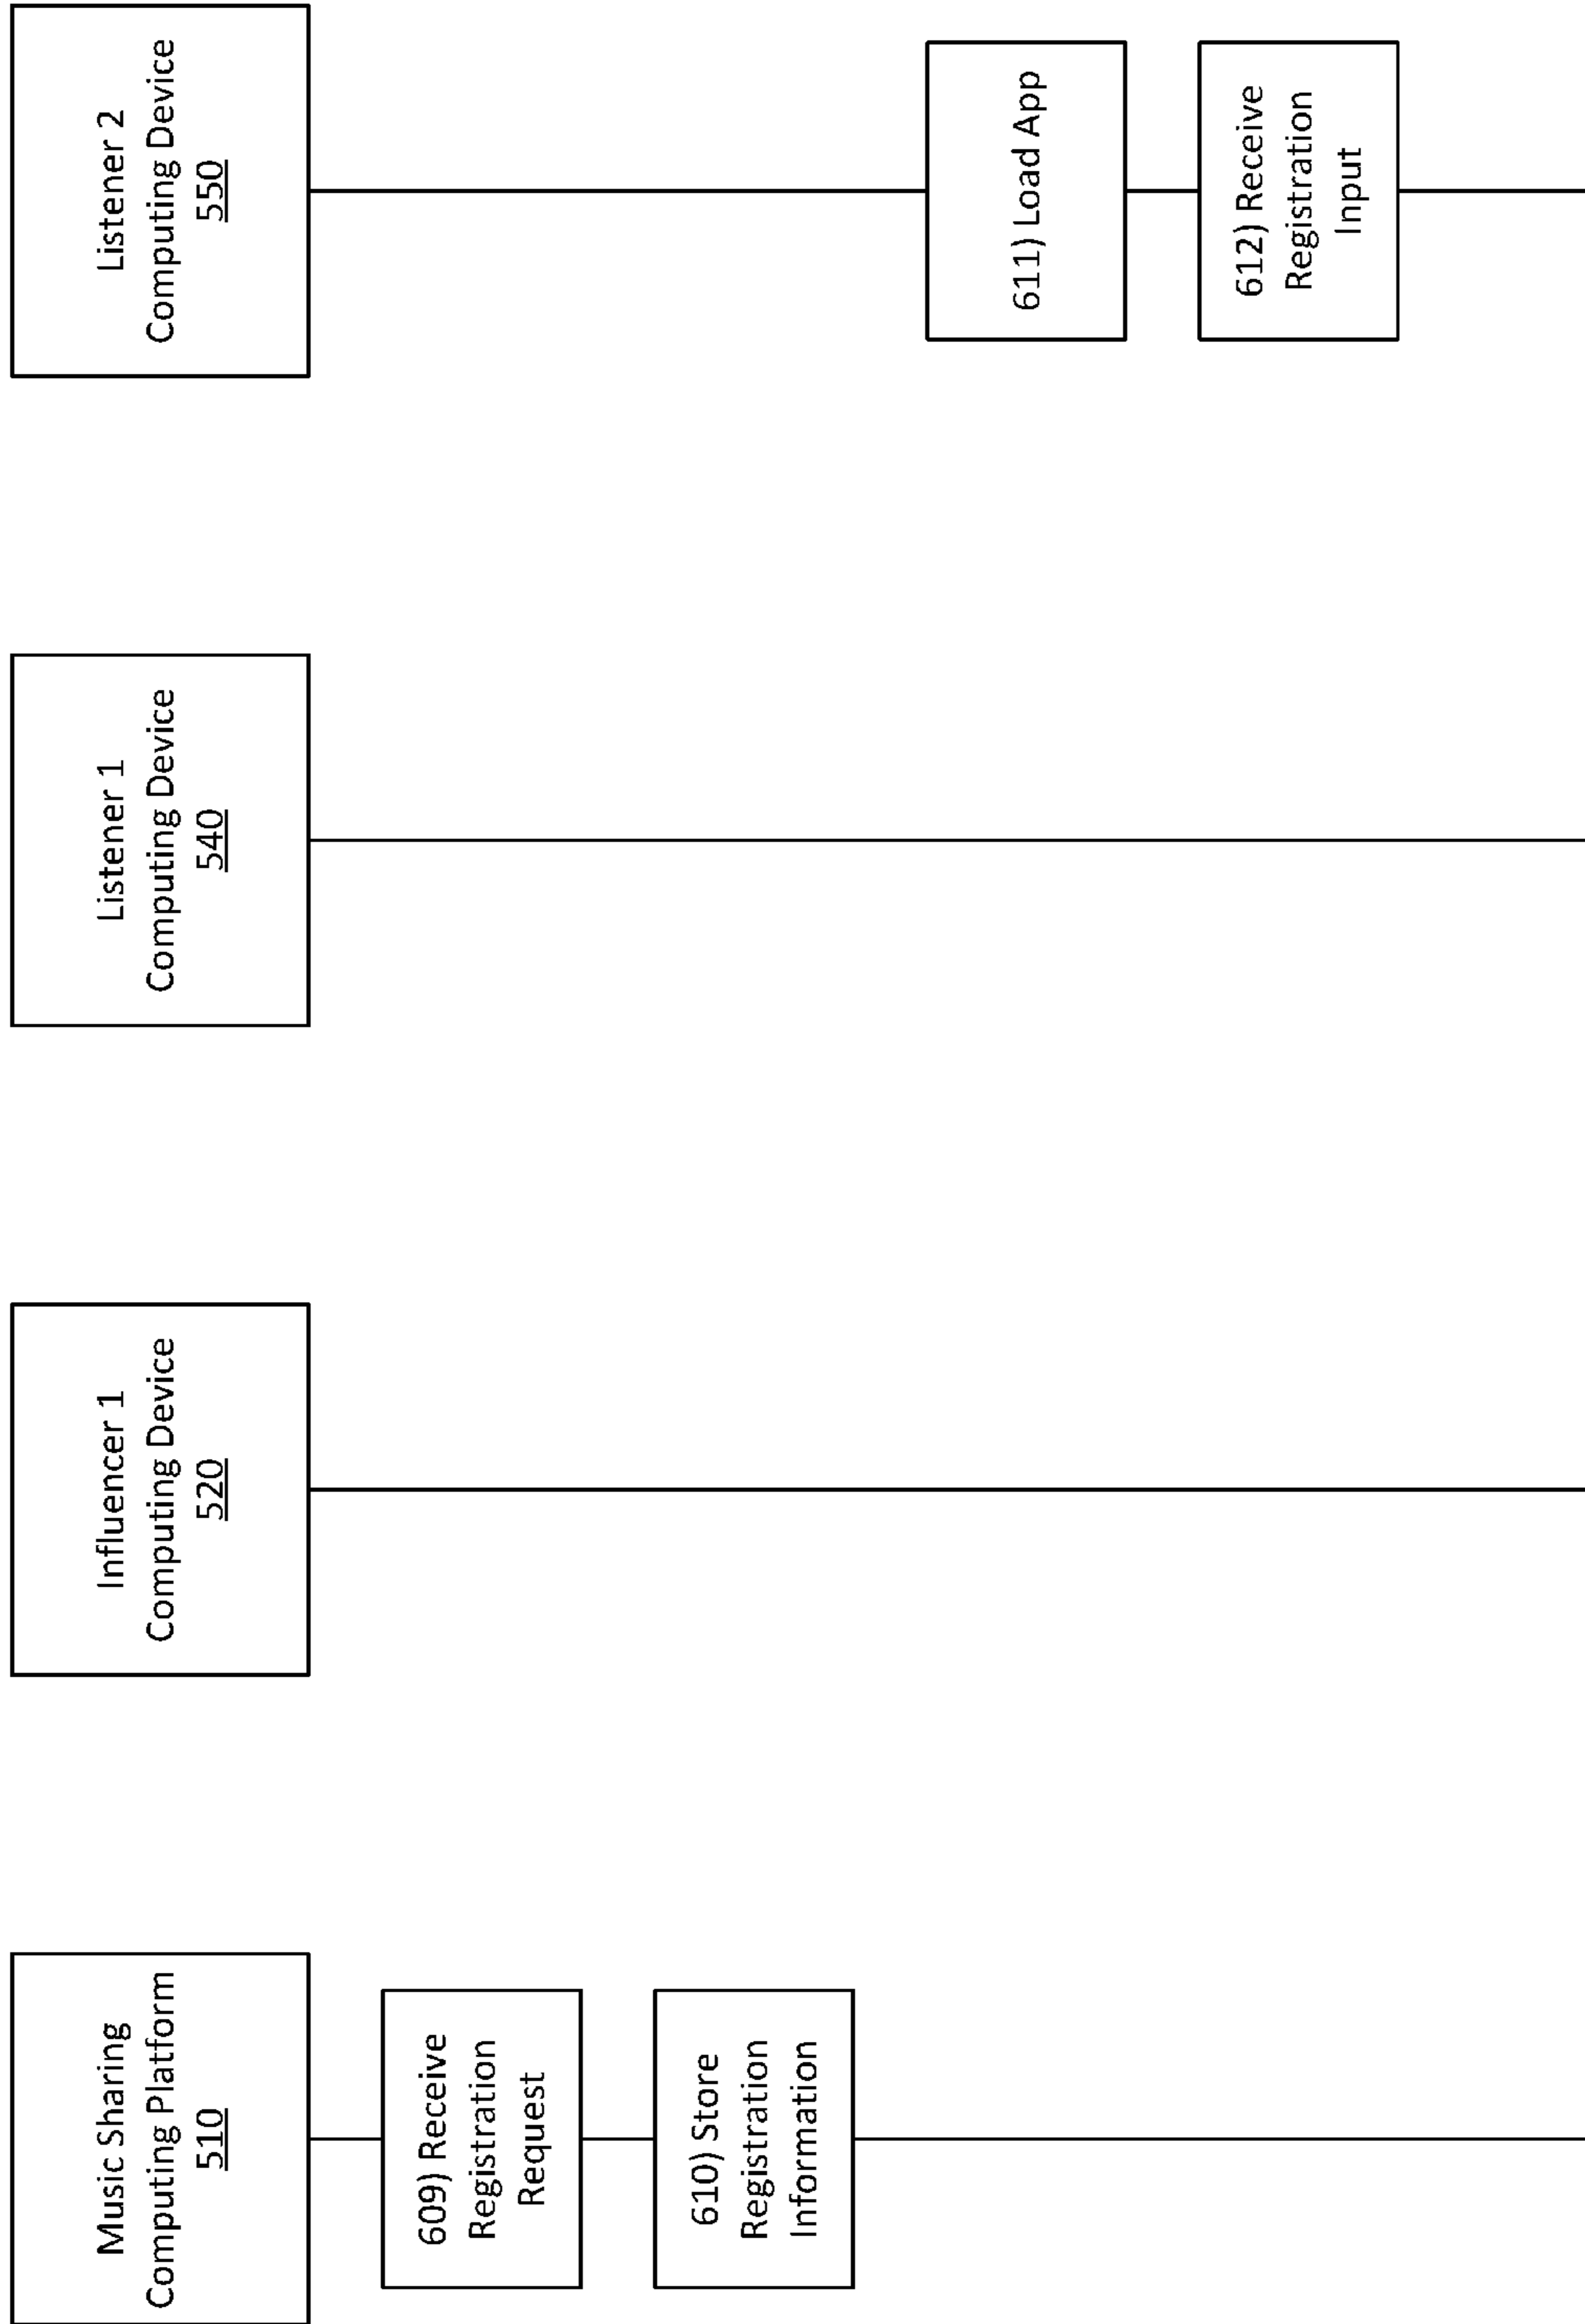 Music Sharing
Computing Platform
510
Influencer 1
Computing Device
520
Listener 1
Computing Device
540
Listener 2
Computing Device
550
609) Receive
Registration
Request
610) Store
Registration
Information
611) Load App
612) Receive
Registration
Input